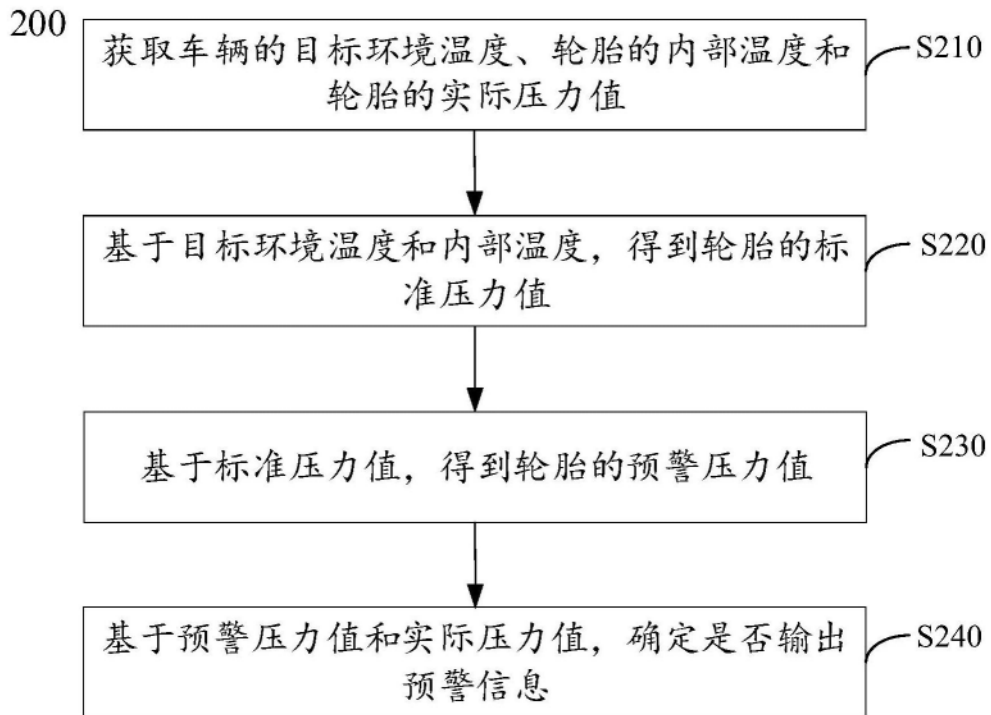 200
获取车辆的目标环境温度、轮胎的内部温度和
轮胎的实际压力值
S210
基于目标环境温度和内部温度，得到轮胎的标
准压力值
S220
基于标准压力值，得到轮胎的预警压力值
S230
基于预警压力值和实际压力值，确定是否输出
预警信息
S240